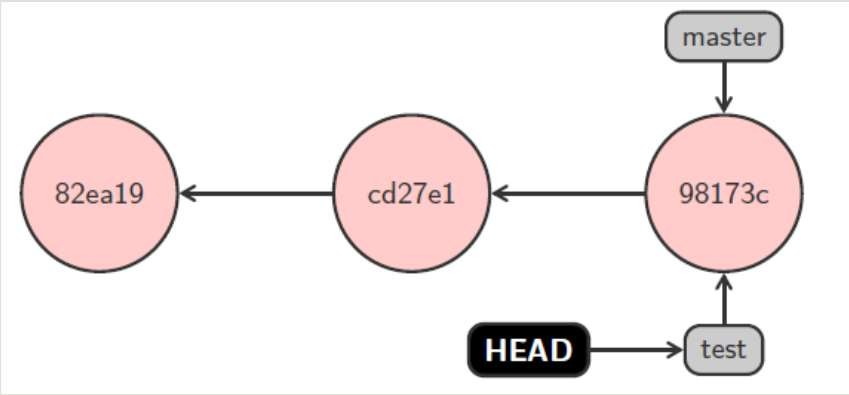 master
82ea19
cd27e1
98173c
HEAD
test